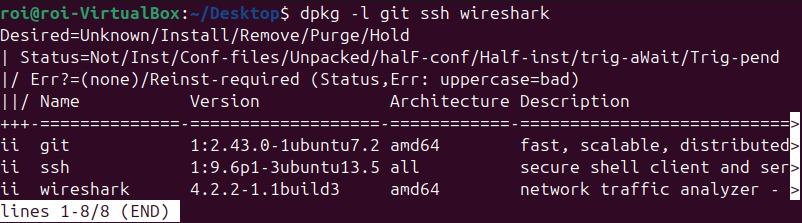 roi@roi-VirtualBox:~/Desktop$ dpkg -l git ssh wireshark
Desired=Unknown/Install/Remove/Purge/Hold
| Status=Not/Inst/Conf-files/Unpacked/halF-conf/Half-inst/trig-aWait/Trig-pend
|/ Err?=(none)/Reinst-required (Status,Err: uppercase=bad)
||/ Name           Version             Architecture Description
+++-==============-===================-============-==========================>
ii  git            1:2.43.0-1ubuntu7.2 amd64        fast, scalable, distributed>
ii  ssh            1:9.6p1-3ubuntu13.5 all          secure shell client and ser>
ii  wireshark      4.2.2-1.1build3     amd64        network traffic analyzer - >
lines 1-8/8 (END)